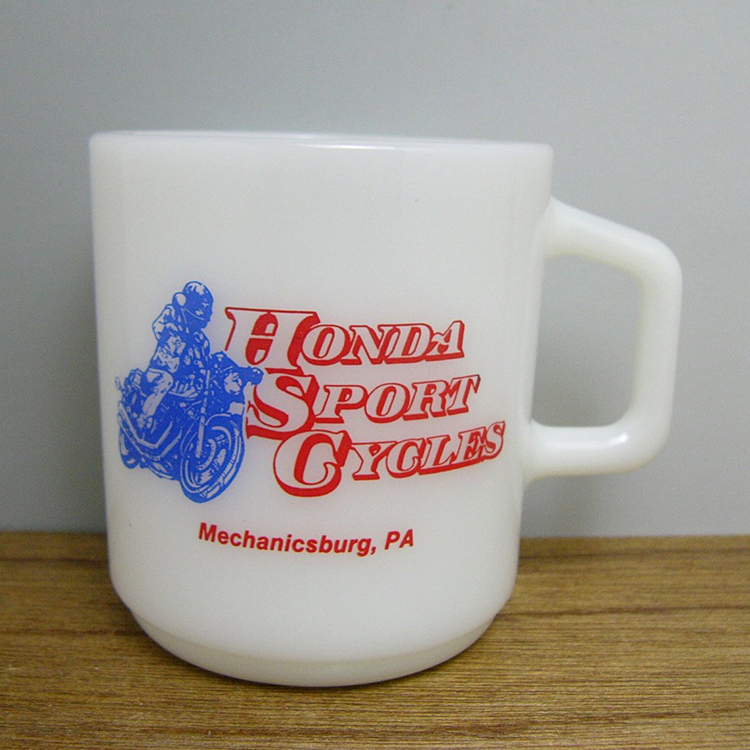 HONDA
SPORT
CYCLES
Mechanicsburg, PA